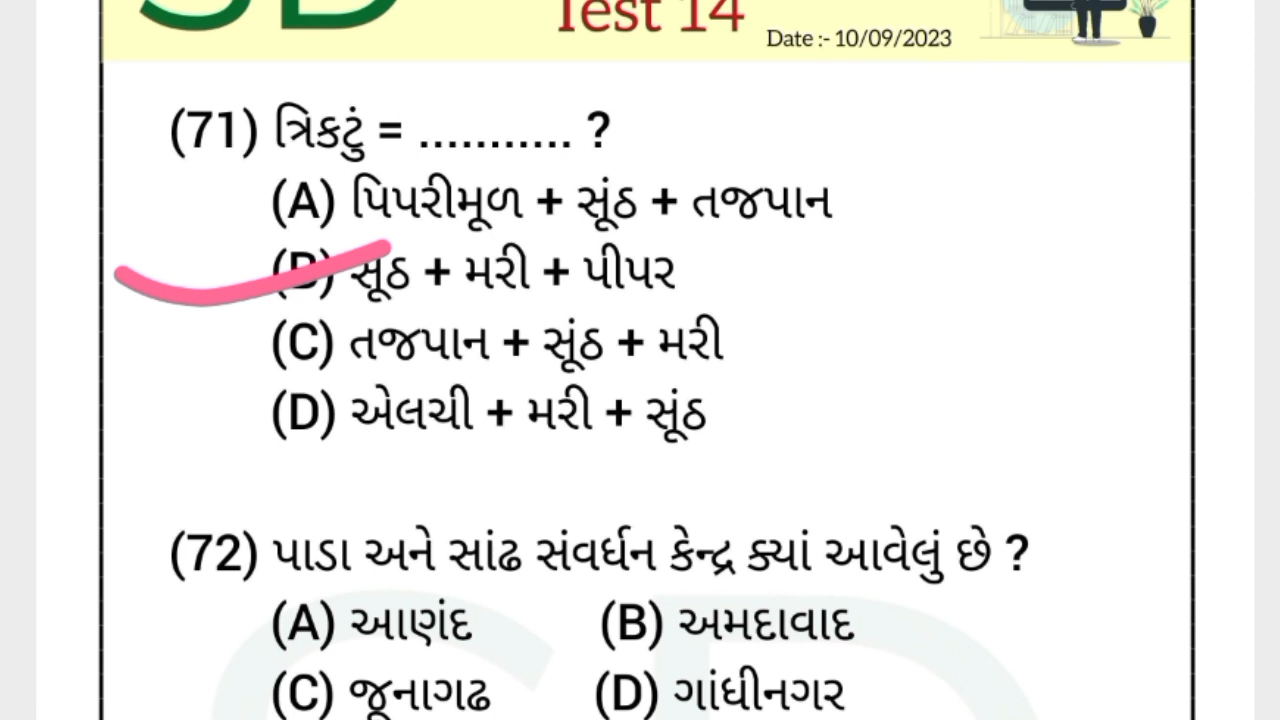 SD
Test 14
Date :- 10/09/2023
(71) ત્રિકટું = ............ ?
(A) પિપરીમૂળ + સૂંઠ + તજપાન
(B) સૂંઠ + મરી + પીપર
(C) તજપાન + સૂંઠ + મરી
(D) એલચી + મરી + સૂંઠ
(72) પાડા અને સાંઢ સંવર્ધન કેન્દ્ર ક્યાં આવેલું છે ?
(A) આણંદ (B) અમદાવાદ
(C) જૂનાગઢ (D) ગાંધીનગર